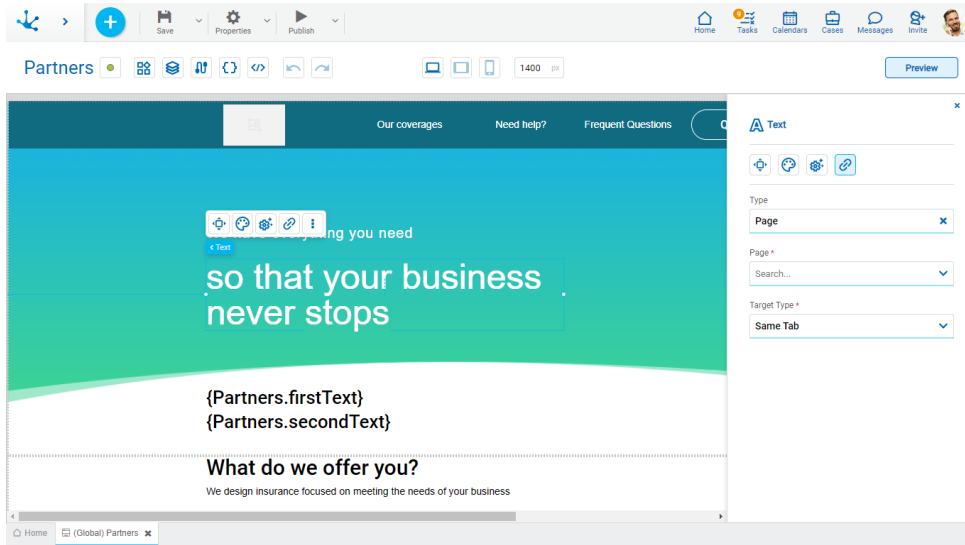 Save
Properties
Publish
Home
9
Tasks
Calendars
Cases
Messages
Invite
Partners
1400 px
Preview
Our coverages
Need help?
Frequent Questions
Text
Type
Page
Page *
Search...
Target Type *
Same Tab
you need
Text
so that your business
never stops
{Partners.firstText}
{Partners.secondText}
What do we offer you?
We design insurance focused on meeting the needs of your business
Home
(Global) Partners